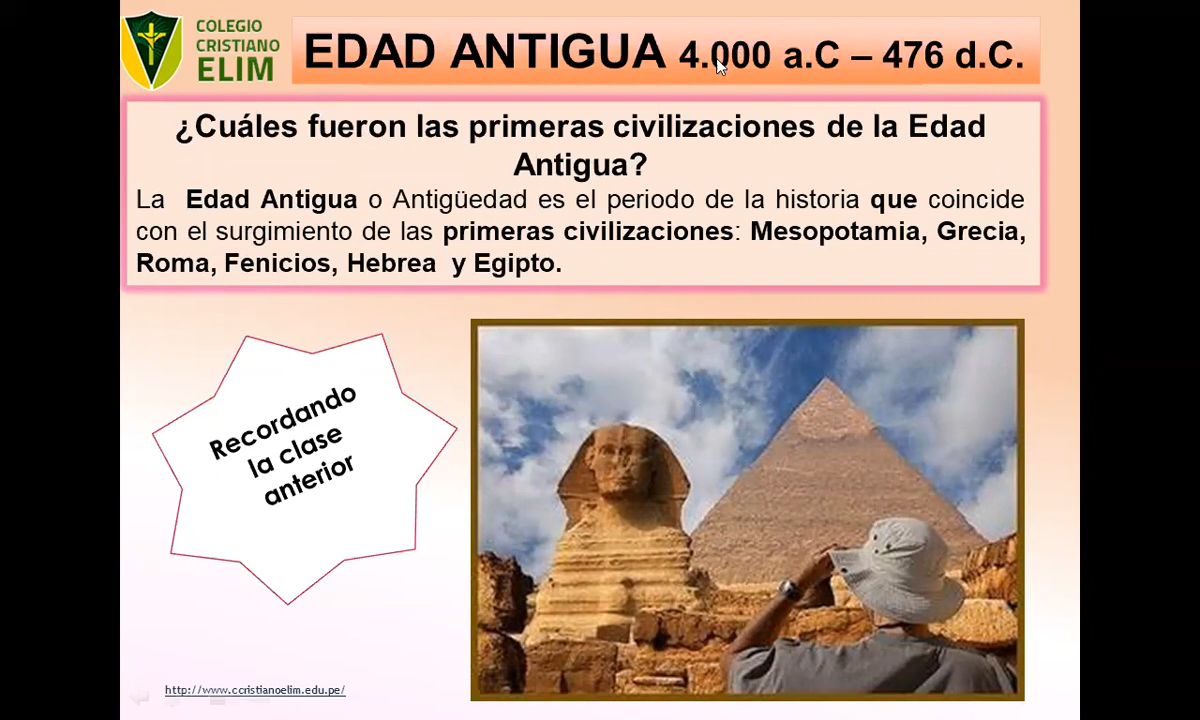 COLEGIO
CRISTIANO
ELIM
EDAD ANTIGUA 4.000 a.C – 476 d.C.
¿Cuáles fueron las primeras civilizaciones de la Edad
Antigua?
La Edad Antigua o Antigüedad es el periodo de la historia que coincide
con el surgimiento de las primeras civilizaciones: Mesopotamia, Grecia,
Roma, Fenicios, Hebrea y Egipto.
Recordando
la clase
anterior
http://www.ccristianoelim.edu.pe/